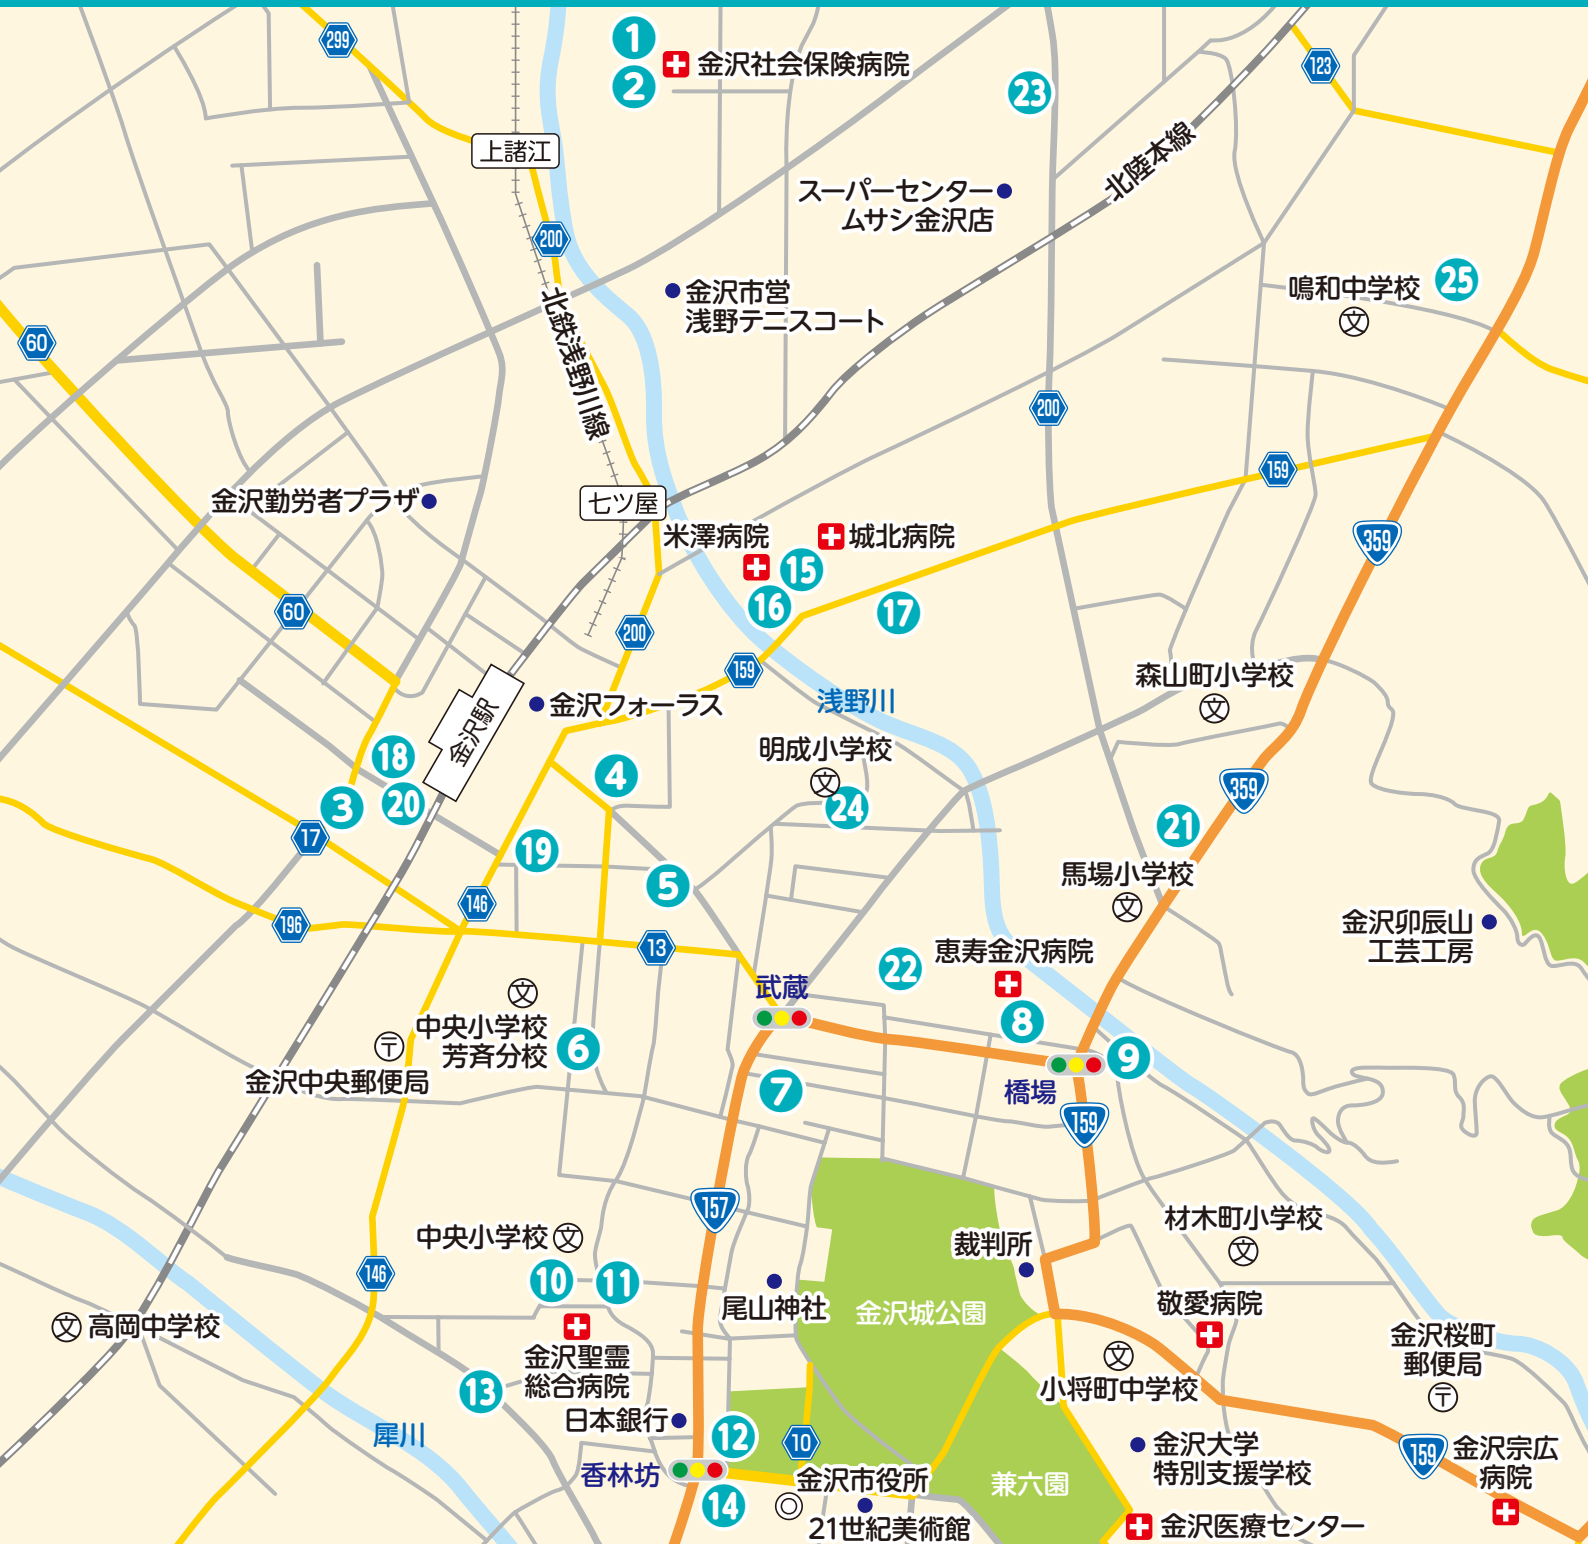 299
1
金沢社会保険病院
2
123
23
上諸江
北陸本線
スーパーセンター
ムサシ金沢店
200
鳴和中学校
25
文
金沢市営
浅野テニスコート
北鉄浅野川線
60
200
159
金沢勤労者プラザ
七ツ屋
359
米澤病院
城北病院
15
16
17
60
200
159
森山町小学校
文
浅野川
金沢フォーラス
金沢駅
明成小学校
文
24
18
4
3
20
359
21
17
19
馬場小学校
文
5
146
196
13
金沢卯辰山
工芸工房
22
恵寿金沢病院
武蔵
文
中央小学校
芳斉分校
6
8
〒
金沢中央郵便局
9
橋場
7
159
157
材木町小学校
文
中央小学校
文
裁判所
146
10
11
尾山神社
金沢城公園
敬愛病院
文
高岡中学校
金沢聖霊
総合病院
金沢桜町
郵便局
〒
文
小将町中学校
13
日本銀行
犀川
12
10
金沢大学
特別支援学校
159
金沢宗広
病院
香林坊
金沢市役所
兼六園
14
21世紀美術館
金沢医療センター